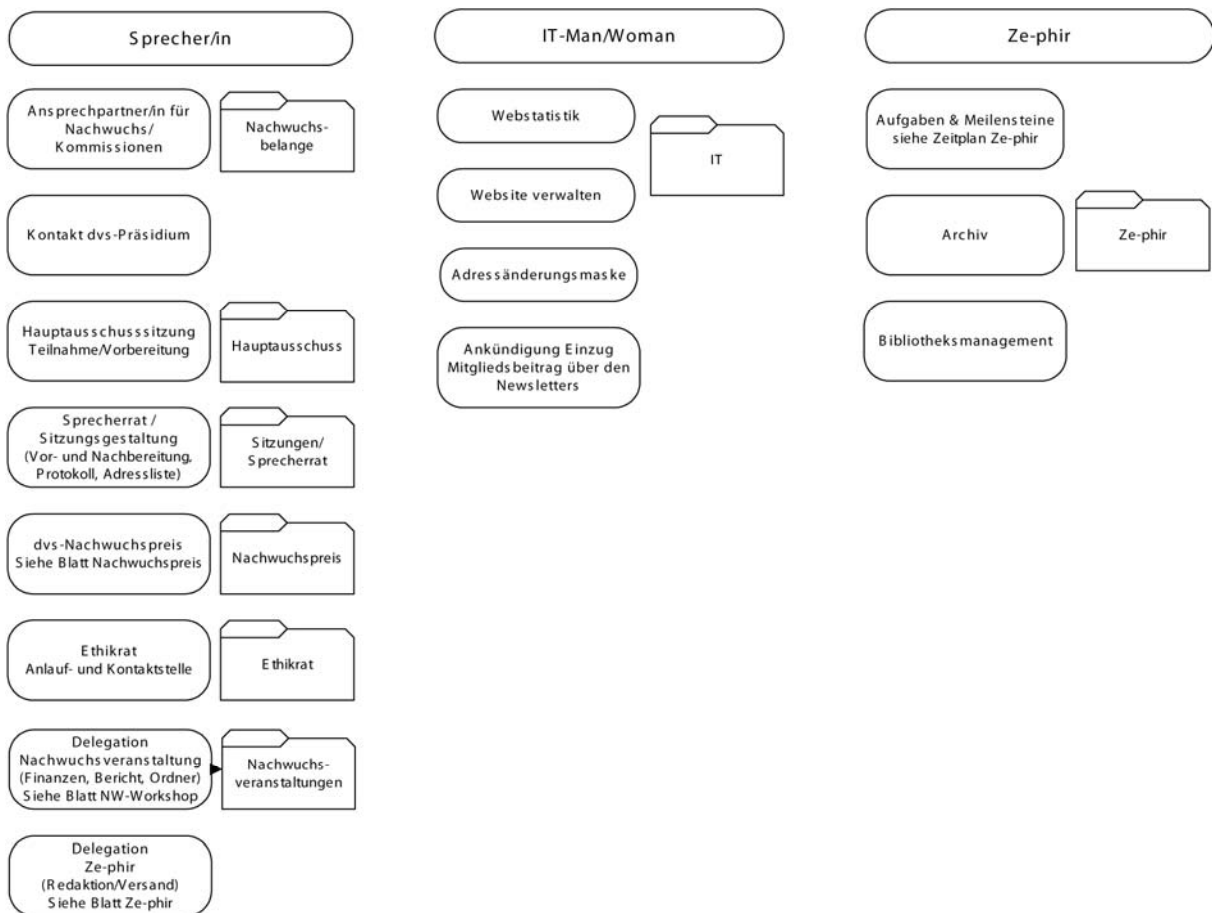 Sprecher/in
Ansprechpartner/in für
Nachwuchs/
Kommissionen
Nachwuchs-
belange
Kontakt dvs-Präsidium
Hauptausschusssitzung
Teilnahme/Vorbereitung
Hauptausschuss
Sprecherrat /
Sitzungsgestaltung
(Vor- und Nachbereitung,
Protokoll, Adressliste)
Sitzungen/
Sprecherrat
dvs-Nachwuchspreis
Siehe Blatt Nachwuchspreis
Nachwuchspreis
Ethikrat
Anlauf- und Kontaktstelle
Ethikrat
Delegation
Nachwuchsveranstaltung
(Finanzen, Bericht, Ordner)
Siehe Blatt NW-Workshop
Nachwuchs-
veranstaltungen
Delegation
Ze-phir
(Redaktion/Versand)
Siehe Blatt Ze-phir
IT-Man/Woman
Webstatistik
IT
Website verwalten
Adressänderungsmaske
Ankündigung Einzug
Mitgliedsbeitrag über den
Newsletters
Ze-phir
Aufgaben & Meilensteine
siehe Zeitplan Ze-phir
Archiv
Ze-phir
Bibliotheksmanagement